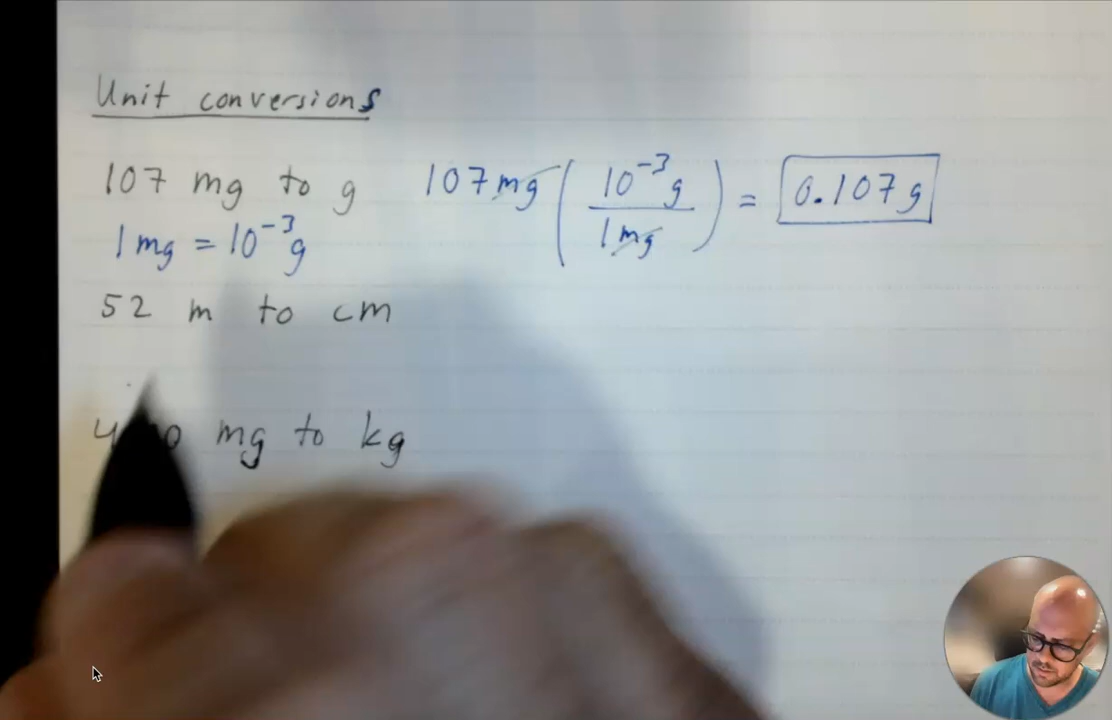 Unit conversions
107 mg to g 107 mg ( 10⁻³ g / 1 mg ) = 0.107 g
1 mg = 10⁻³ g
52 m to cm
mg to kg